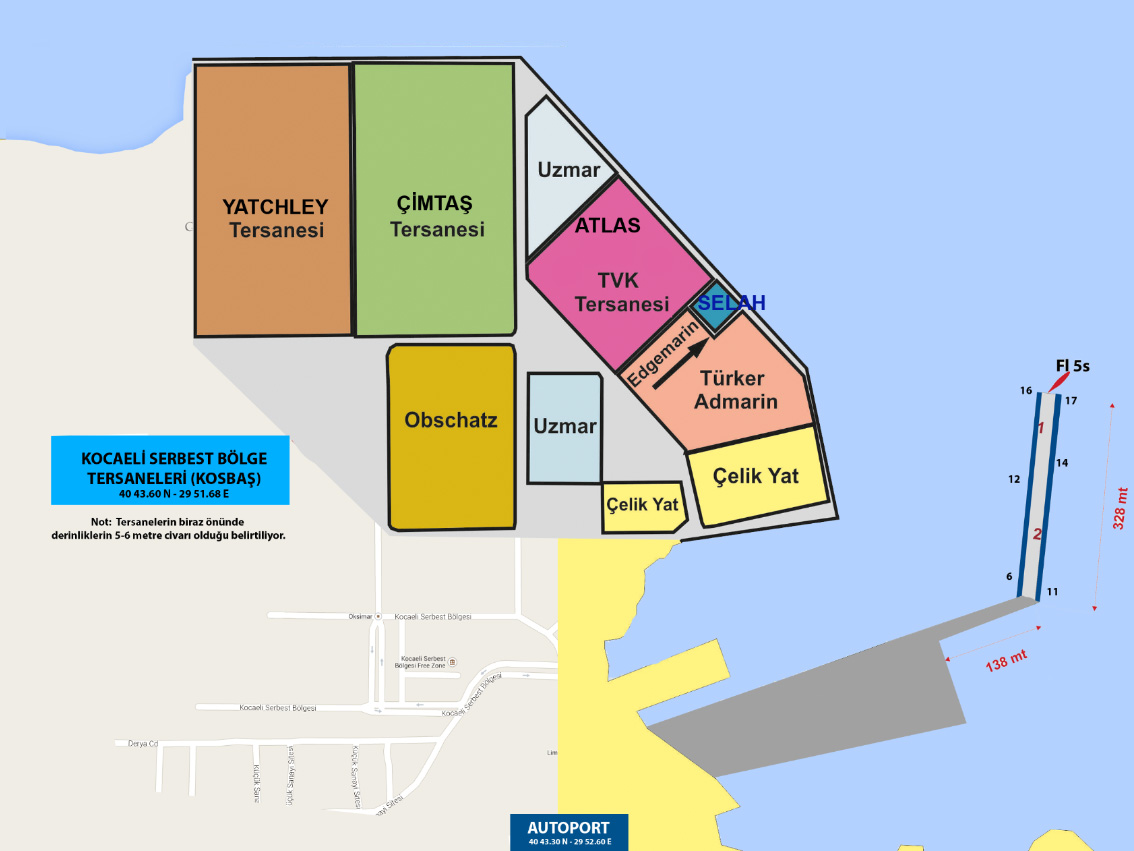 YATCHLEY
Tersanesi
ÇİMTAŞ
Tersanesi
Uzmar
ATLAS
TVK
Tersanesi
SELAH
Edgemarin
Türker
Admarin
Obschatz
Uzmar
Çelik Yat
Çelik Yat
KOCAELİ SERBEST BÖLGE
TERSANELERİ (KOSBAŞ)
40 43.60 N - 29 51.68 E
Not: Tersanelerin biraz önünde
derinliklerin 5-6 metre civarı olduğu belirtiliyor.
Fl 5s
16
17
1
14
12
2
6
11
328 mt
138 mt
Oksimar
Kocaeli Serbest Bölgesi
Kocaeli Serbest
Bölgesi Free Zone
Kocaeli Serbest Bölgesi
Kocaeli Serbest Bölgesi
Derya Cd
Küçük Sana
üçük Sanayi Sitesi
Küçük Sanayi Sitesi
ayi Sitesi
Lim
C
AUTOPORT
40 43.30 N - 29 52.60 E